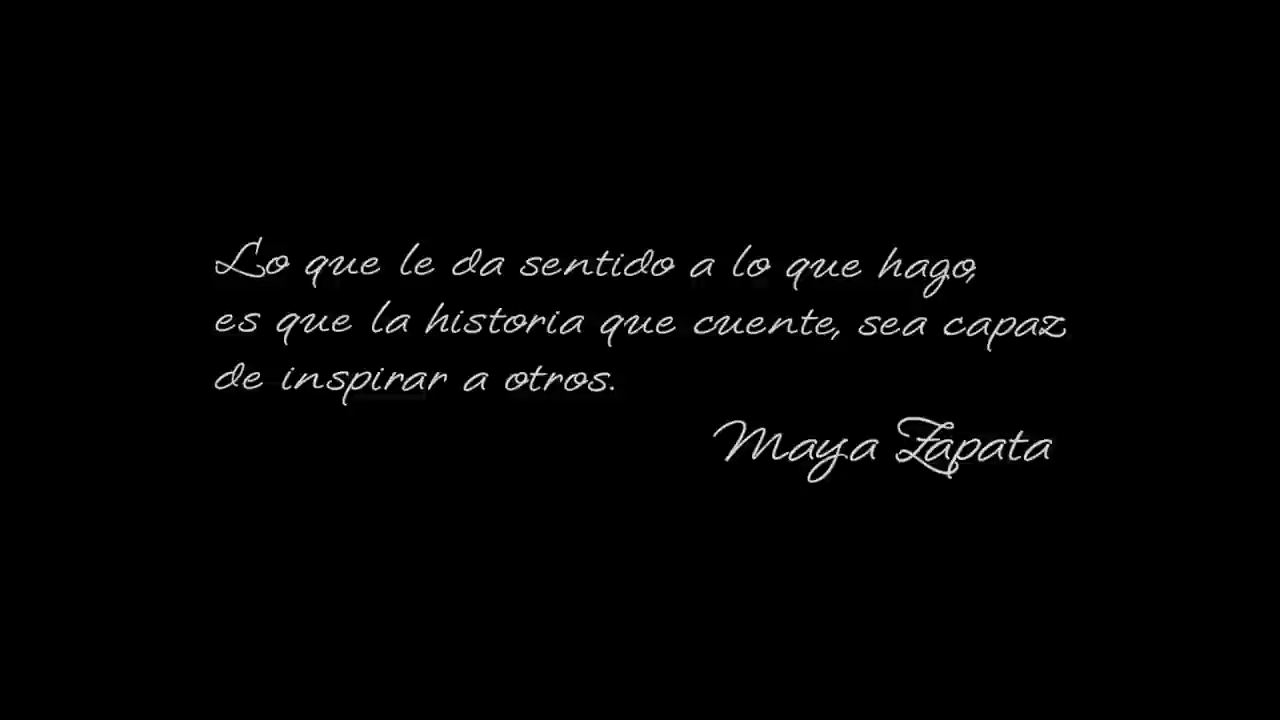 Lo que le da sentido a lo que hago,
es que la historia que cuente, sea capaz
de inspirar a otros.
Maya Zapata